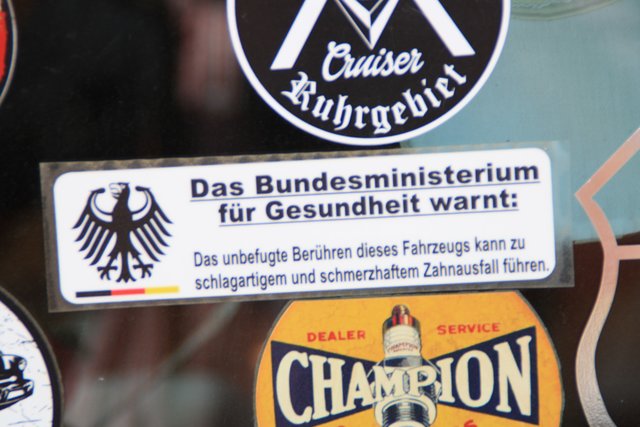 Cruiser
Ruhrgebiet
Das Bundesministerium
für Gesundheit warnt:
Das unbefugte Berühren dieses Fahrzeugs kann zu
schlagartigem und schmerzhaftem Zahnausfall führen.
DEALER SERVICE
CHAMPION